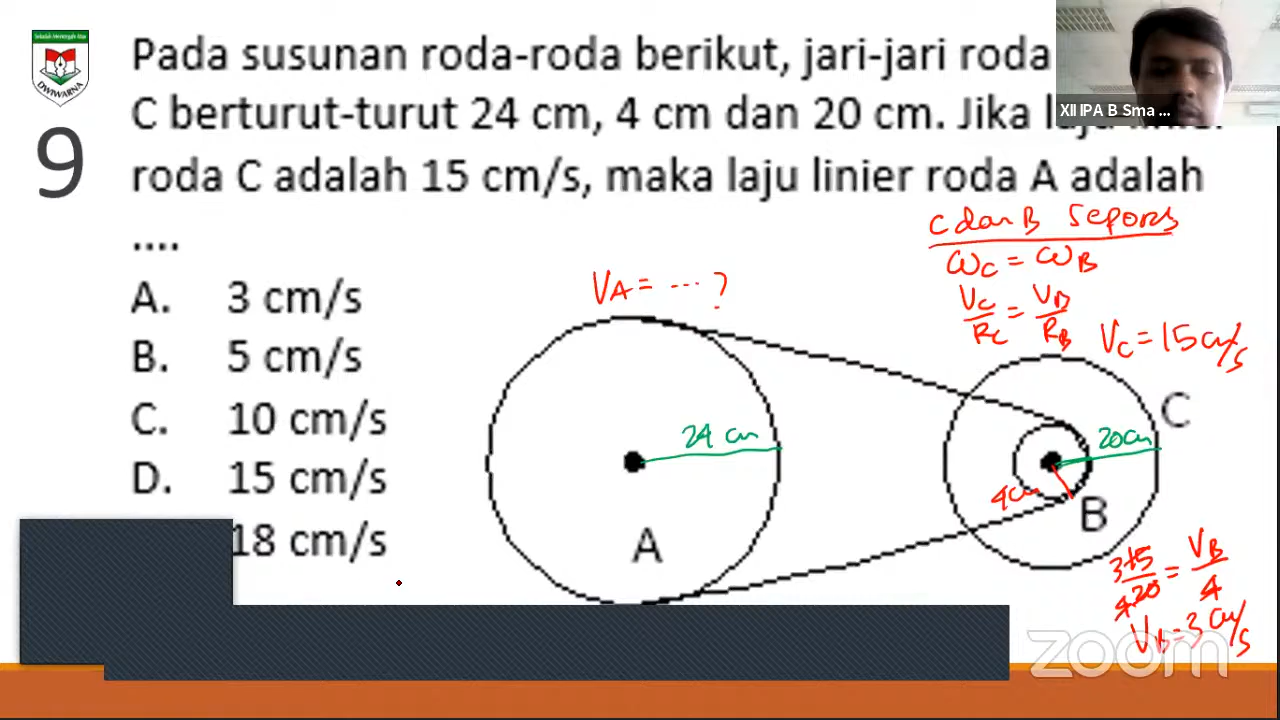 Sekolah Menengah Atas
DWIWARNA
9
Pada susunan roda-roda berikut, jari-jari roda
C berturut-turut 24 cm, 4 cm dan 20 cm. Jika
roda C adalah 15 cm/s, maka laju linier roda A adalah
....
A. 3 cm/s
B. 5 cm/s
C. 10 cm/s
D. 15 cm/s
18 cm/s
XII IPA B Sma ...
C dan B Seporos
ωC = ωB
VC/RC = VB/RB
VC = 15 cm/s
VA = ... ?
24 cm
20 cm
4 cm
A
B
C
3 15/4 20 = VB/4
VB = 3 cm/s
zoom